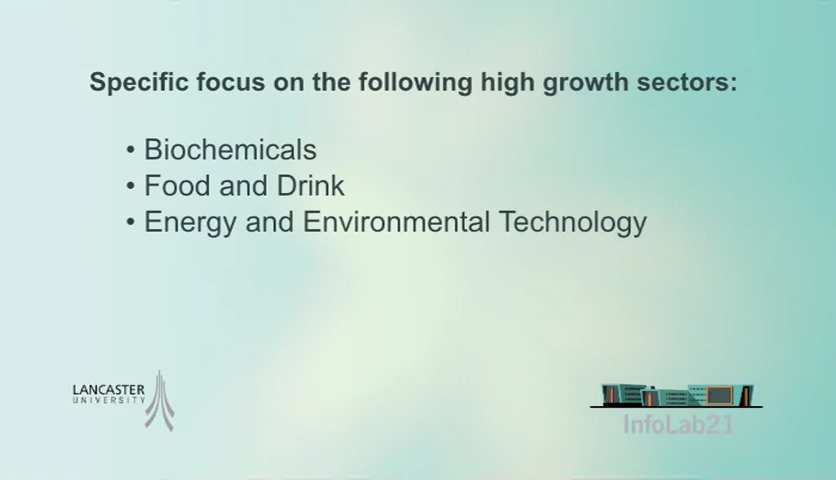 Specific focus on the following high growth sectors:
• Biochemicals
• Food and Drink
• Energy and Environmental Technology
LANCASTER
UNIVERSITY
InfoLab21